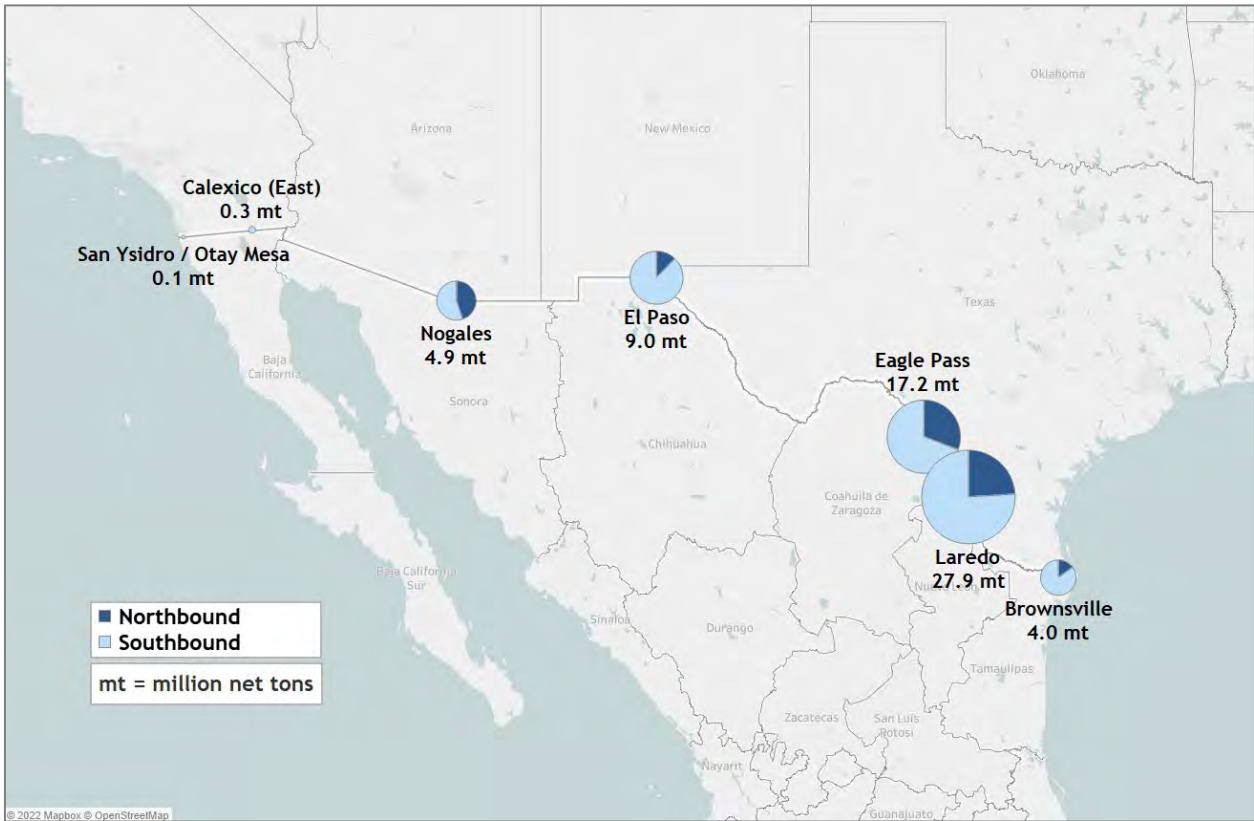 Oklahoma
Arizona
New Mexico
Calexico (East)
0.3 mt
San Ysidro / Otay Mesa
0.1 mt
Texas
El Paso
9.0 mt
Nogales
4.9 mt
Eagle Pass
17.2 mt
Baja
California
Sonora
Chihuahua
Coahuila de
Zaragoza
Laredo
27.9 mt
Nuevo León
Brownsville
4.0 mt
Baja California
Sur
Northbound
Southbound
mt = million net tons
Sinaloa
Durango
Tamaulipas
Zacatecas
San Luis
Potosí
Nayarit
Guanajuato
© 2022 Mapbox © OpenStreetMap